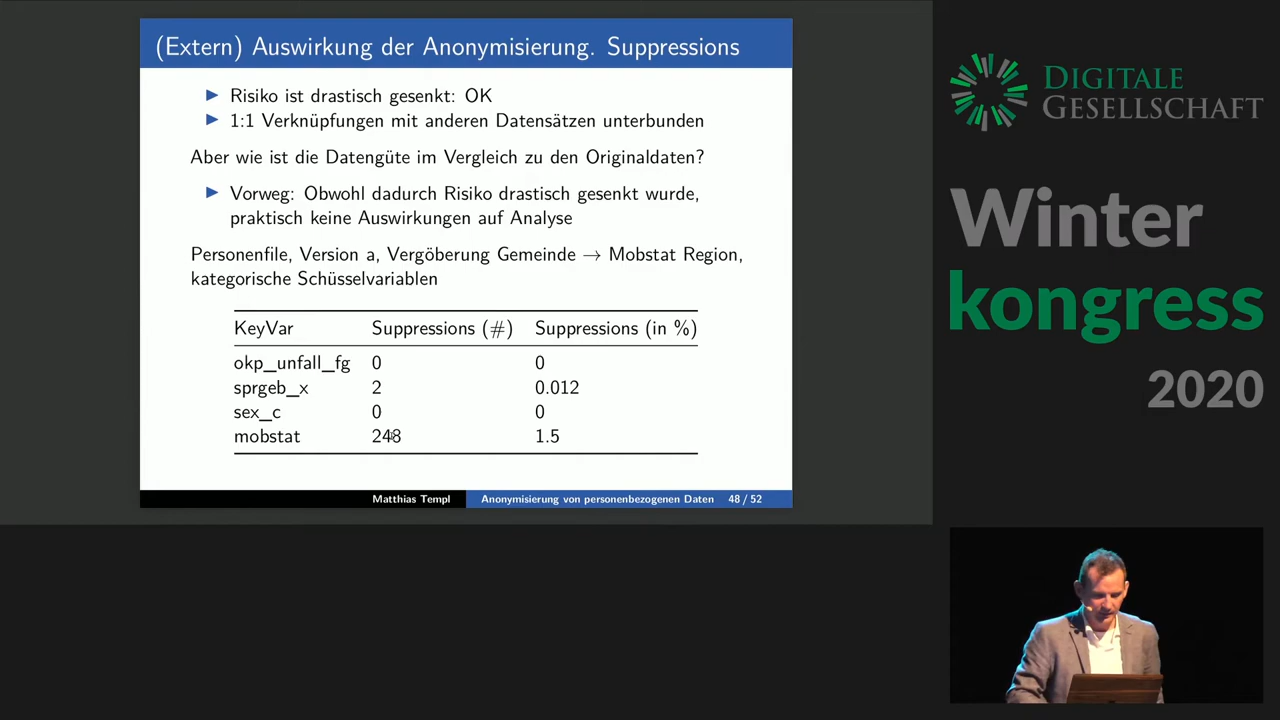 (Extern) Auswirkung der Anonymisierung. Suppressions
Risiko ist drastisch gesenkt: OK
1:1 Verknüpfungen mit anderen Datensätzen unterbunden
Aber wie ist die Datengüte im Vergleich zu den Originaldaten?
Vorweg: Obwohl dadurch Risiko drastisch gesenkt wurde,
praktisch keine Auswirkungen auf Analyse
Personenfile, Version a, Vergöberung Gemeinde → Mobstat Region,
kategorische Schüsselvariablen
KeyVar Suppressions (#) Suppressions (in %)
okp_unfall_fg 0 0
sprgeb_x 2 0.012
sex_c 0 0
mobstat 248 1.5
Matthias Templ Anonymisierung von personenbezogenen Daten 48 / 52
DIGITALE
GESELLSCHAFT
Winter
kongress
2020